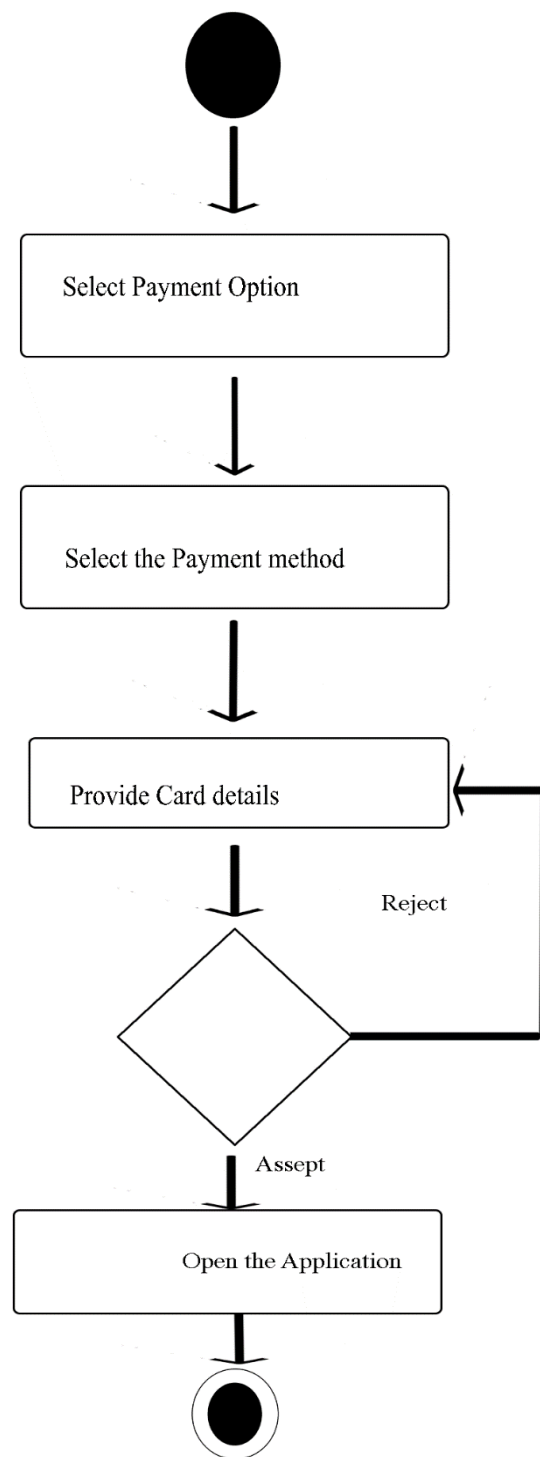 Select Payment Option
Select the Payment method
Provide Card details
Reject
Assept
Open the Application